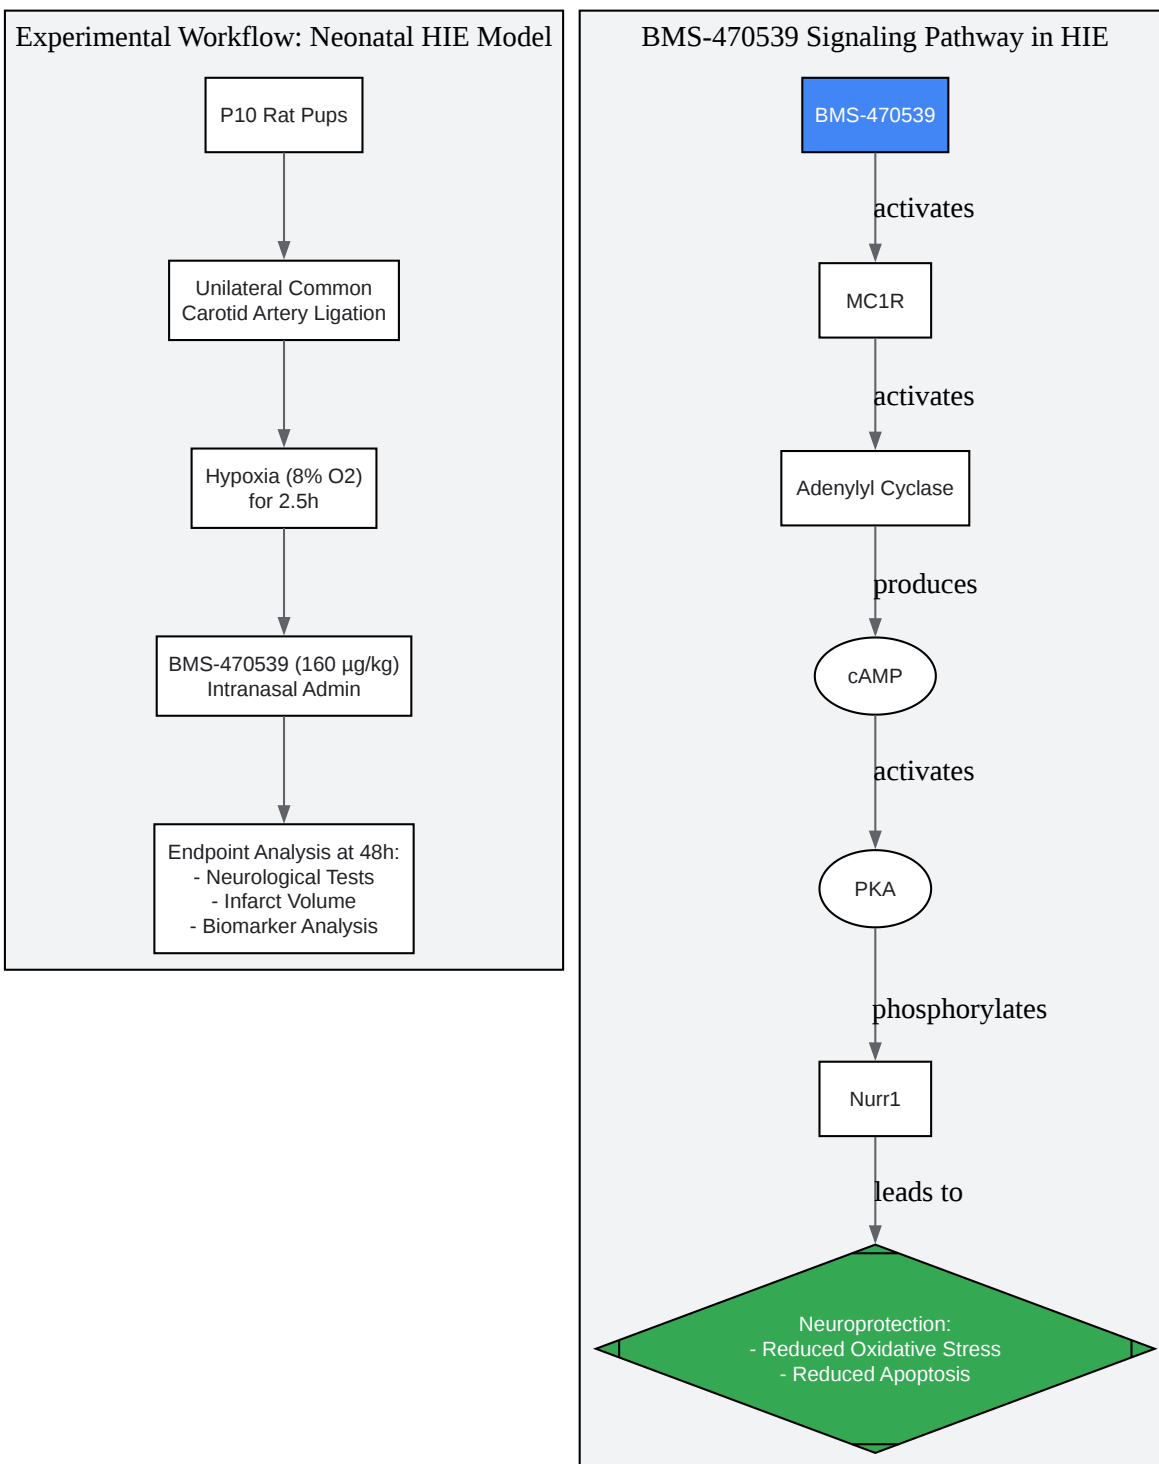 Experimental Workflow: Neonatal HIE Model
P10 Rat Pups
Unilateral Common
Carotid Artery Ligation
Hypoxia (8% O2)
for 2.5h
BMS-470539 (160 µg/kg)
Intranasal Admin
Endpoint Analysis at 48h:
- Neurological Tests
- Infarct Volume
- Biomarker Analysis
BMS-470539 Signaling Pathway in HIE
BMS-470539
activates
MC1R
activates
Adenylyl Cyclase
produces
cAMP
activates
PKA
phosphorylates
Nurr1
leads to
Neuroprotection:
- Reduced Oxidative Stress
- Reduced Apoptosis